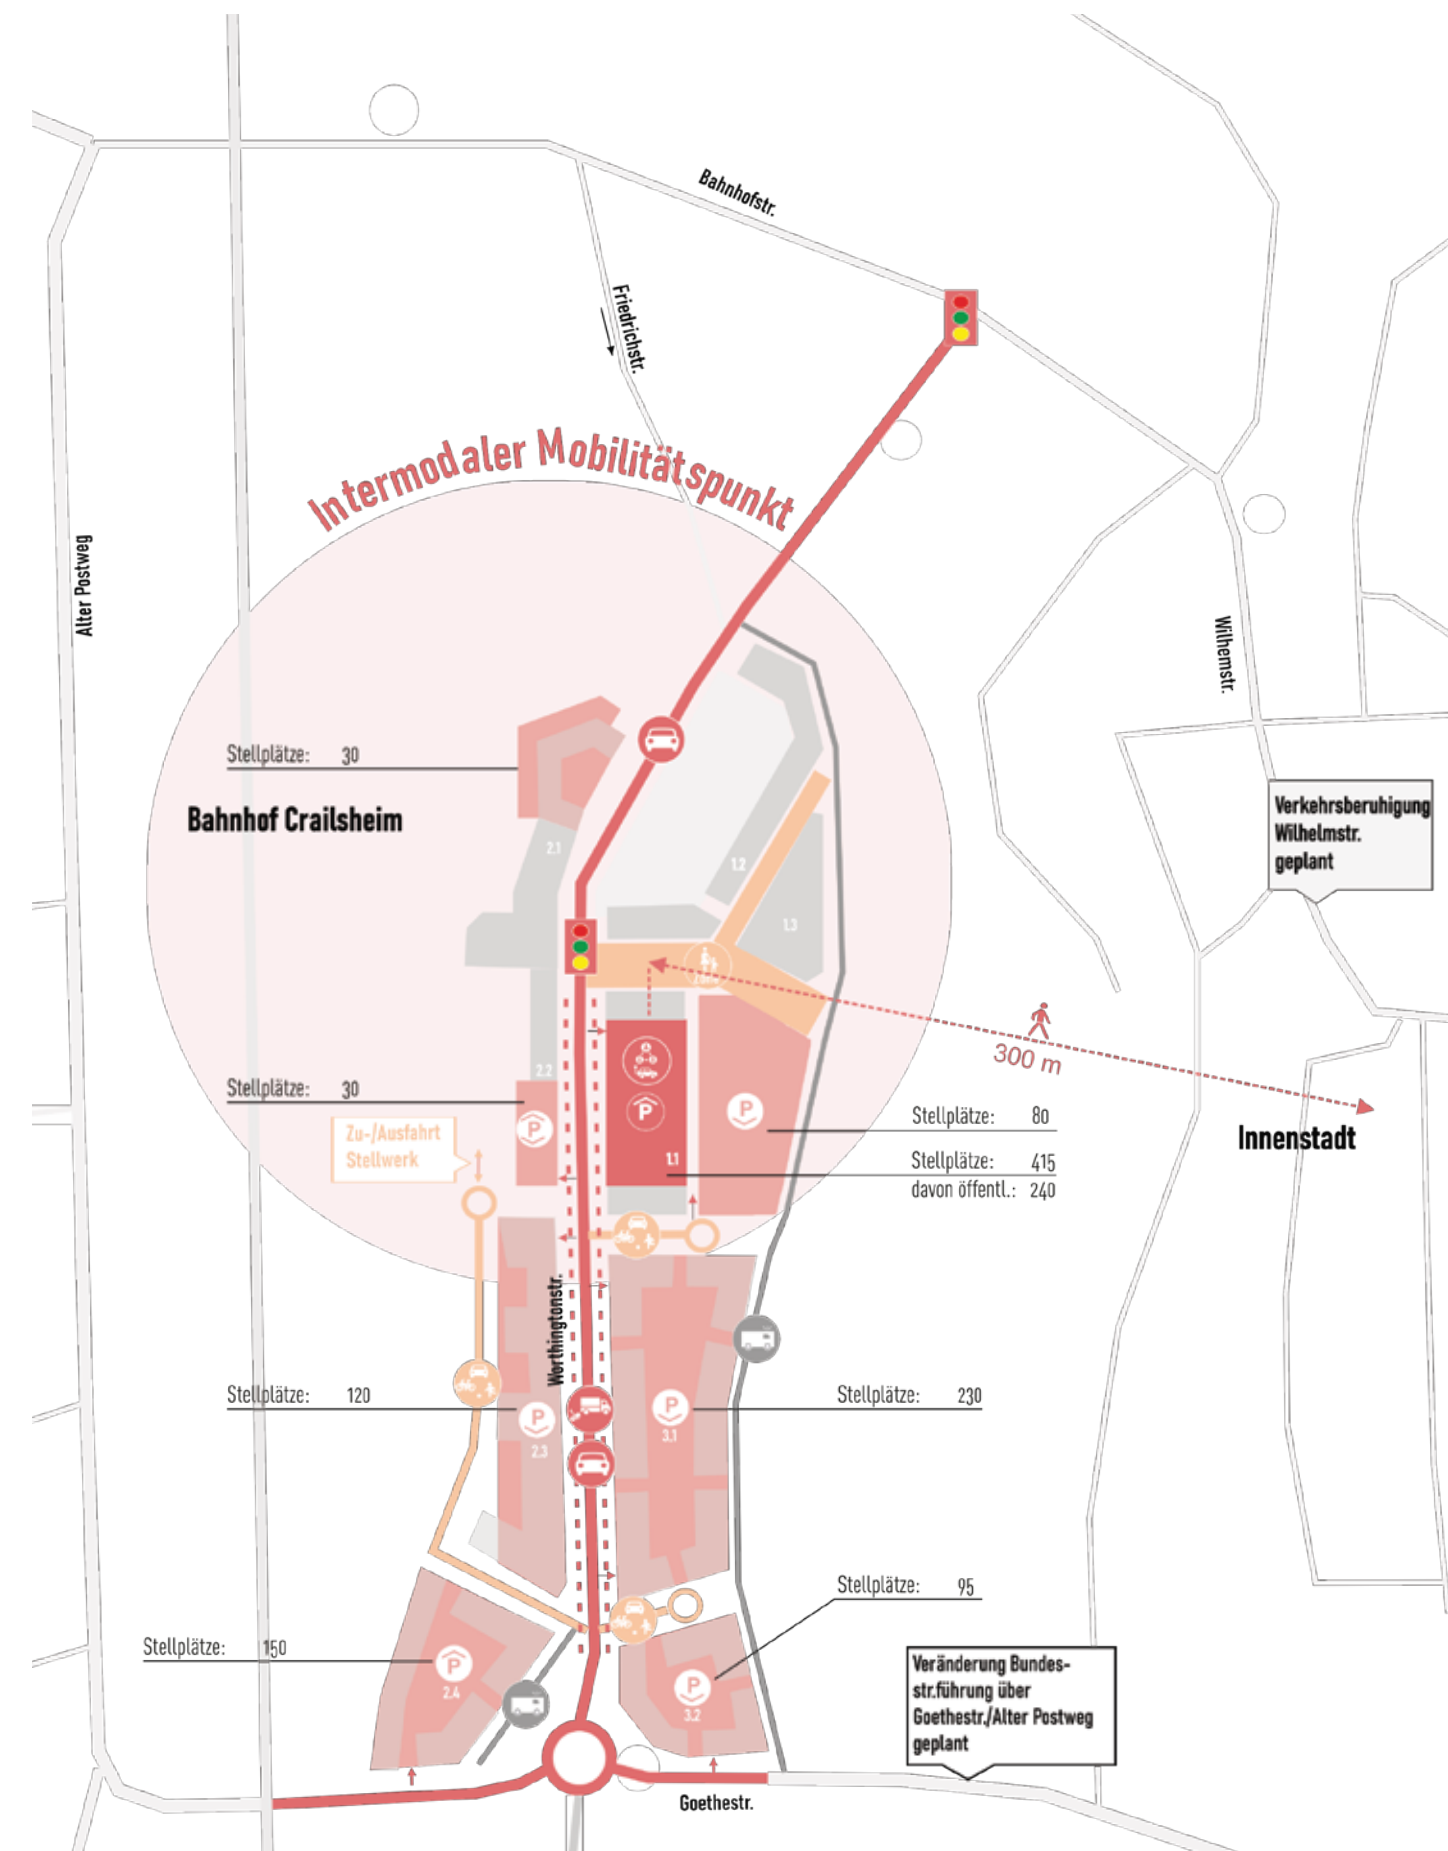 Bahnhofstr.
Friedrichstr.
Intermodaler Mobilitätspunkt
Alter Postweg
Wilhemstr.
Stellplätze: 30
Bahnhof Crailsheim
Verkehrsberuhigung
Wilhelmstr.
geplant
2.1
1.2
1.3
ZONE
300 m
2.2
Stellplätze: 30
Zu-/Ausfahrt
Stellwerk
P
P
P
1.1
Stellplätze: 80
Stellplätze: 415
davon öffentl.: 240
Innenstadt
Worthingtonstr.
Stellplätze: 120
P
2.3
P
3.1
Stellplätze: 230
Stellplätze: 95
Stellplätze: 150
P
2.4
P
3.2
Veränderung Bundes-
str.führung über
Goethestr./Alter Postweg
geplant
Goethestr.